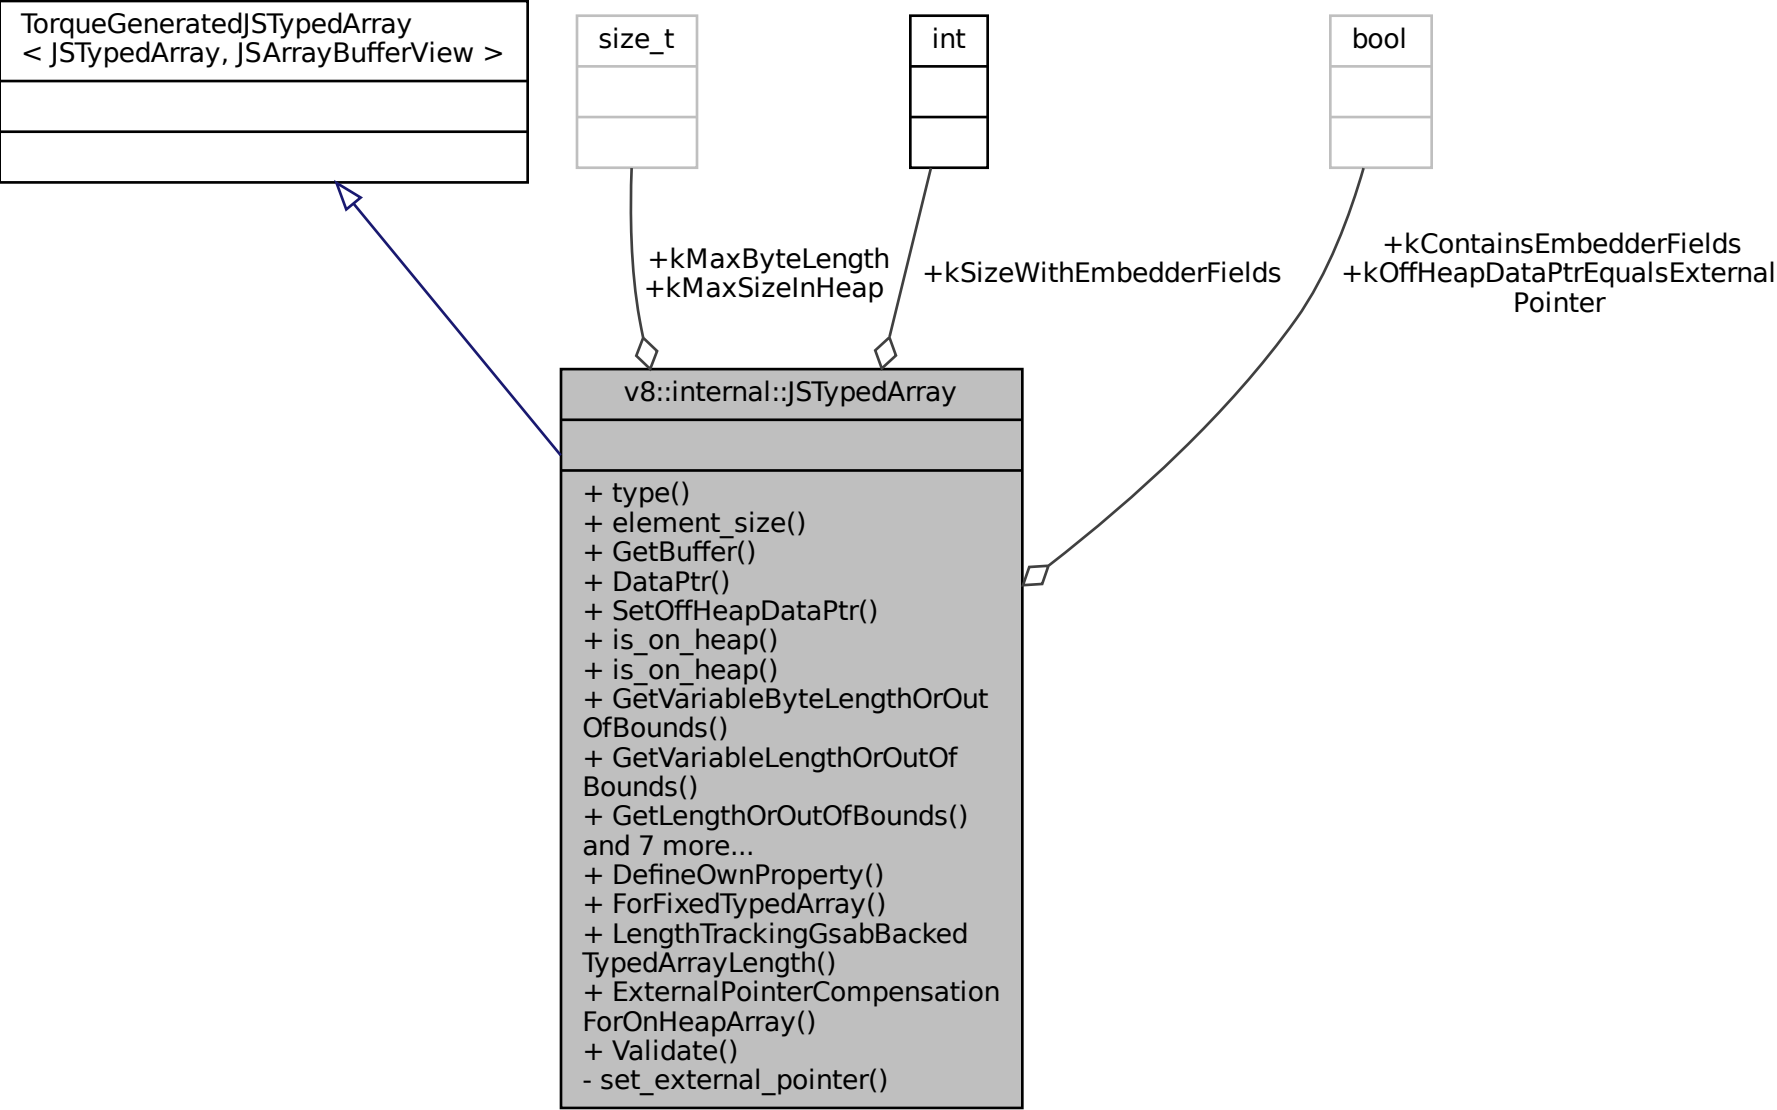 TorqueGeneratedJSTypedArray
< JSTypedArray, JSArrayBufferView >
size_t
int
bool
+kMaxByteLength
+kMaxSizeInHeap
+kSizeWithEmbedderFields
+kContainsEmbedderFields
+kOffHeapDataPtrEqualsExternal
Pointer
v8::internal::JSTypedArray
+ type()
+ element_size()
+ GetBuffer()
+ DataPtr()
+ SetOffHeapDataPtr()
+ is_on_heap()
+ is_on_heap()
+ GetVariableByteLengthOrOut
OfBounds()
+ GetVariableLengthOrOutOf
Bounds()
+ GetLengthOrOutOfBounds()
and 7 more...
+ DefineOwnProperty()
+ ForFixedTypedArray()
+ LengthTrackingGsabBacked
TypedArrayLength()
+ ExternalPointerCompensation
ForOnHeapArray()
+ Validate()
- set_external_pointer()